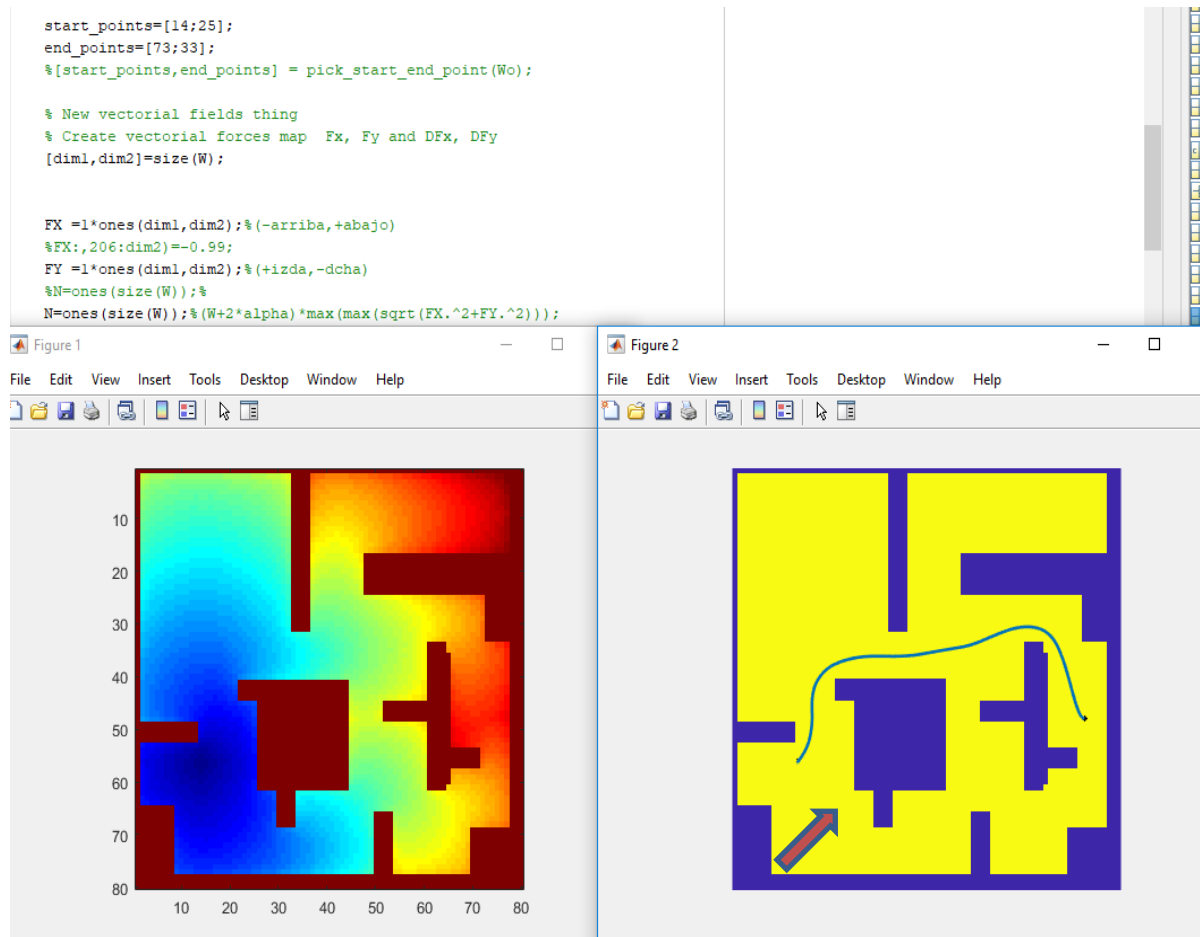 start_points=[14;25];
end_points=[73;33];
%[start_points,end_points] = pick_start_end_point(Wo);
% New vectorial fields thing
% Create vectorial forces map  Fx, Fy and DFx, DFy
[dim1,dim2]=size(W);
FX =1*ones(dim1,dim2);%(-arriba,+abajo)
%FX:,206:dim2)=-0.99;
FY =1*ones(dim1,dim2);%(+izda,-dcha)
%N=ones(size(W));%
N=ones(size(W));%(W+2*alpha)*max(max(sqrt(FX.^2+FY.^2)));
Figure 1
File Edit View Insert Tools Desktop Window Help
10
20
30
40
50
60
70
80
10 20 30 40 50 60 70 80
Figure 2
File Edit View Insert Tools Desktop Window Help